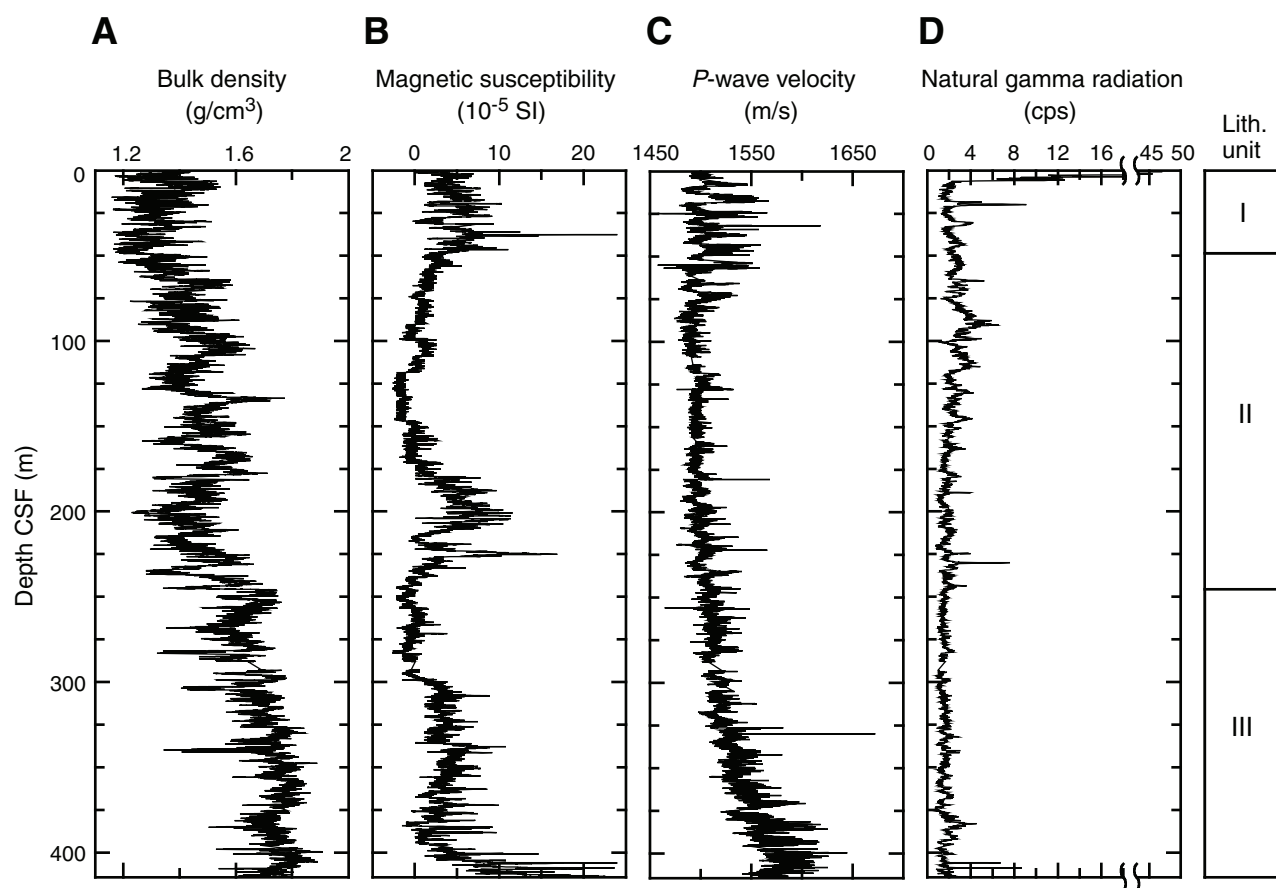 A B C D
Bulk density Magnetic susceptibility P-wave velocity Natural gamma radiation
(g/cm³) (10⁻⁵ SI) (m/s) (cps)
Lith.
unit
1.2 1.6 2 0 10 20 1450 1550 1650 0 4 8 12 16 45 50
0
I
100
II
200
Depth CSF (m)
300
III
400